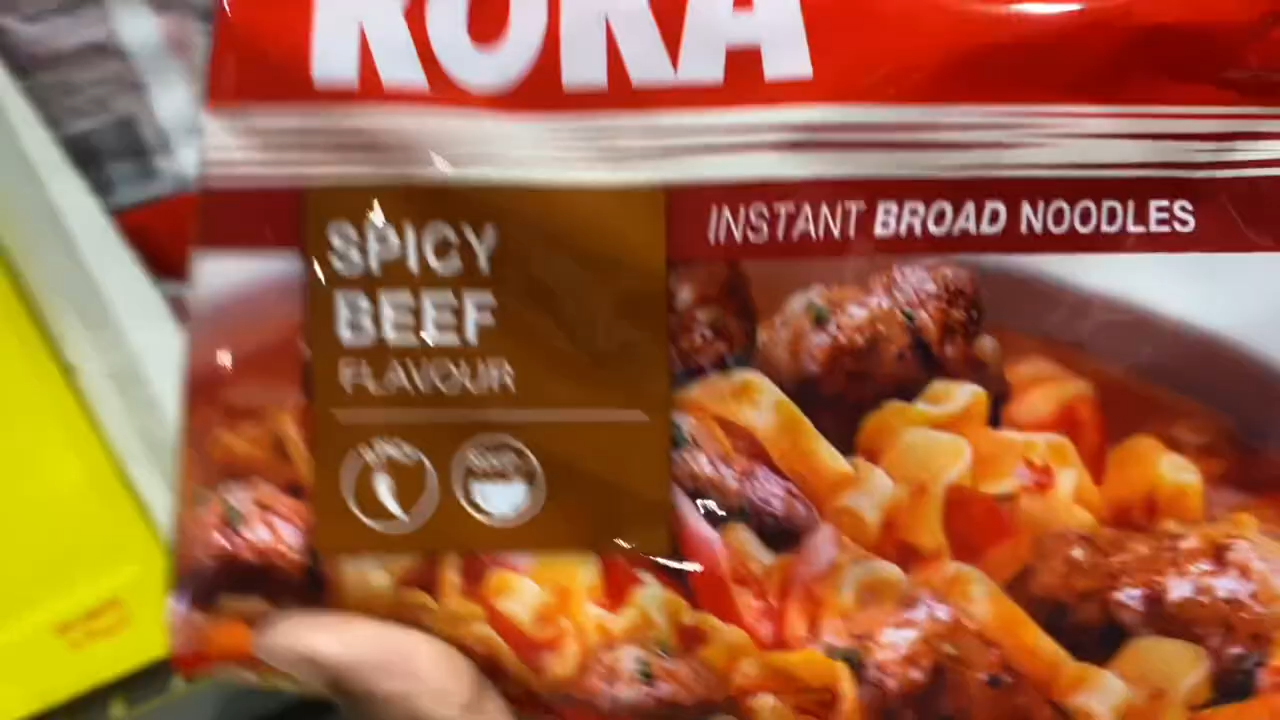 KOKA
SPICY
BEEF
FLAVOUR
INSTANT BROAD NOODLES